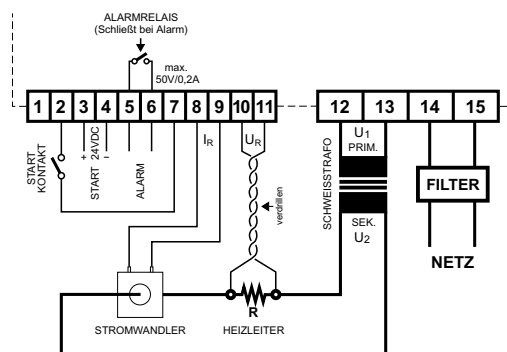 ALARMRELAIS
(Schließt bei Alarm)
max.
50V/0,2A
1 2 3 4 5 6 7 8 9 10 11 12 13 14 15
START
KONTAKT
+ –
START 24VDC
ALARM
IR
UR
verdrillen
SCHWEISSTRAFO
U1
PRIM.
SEK.
U2
FILTER
NETZ
STROMWANDLER
R
HEIZLEITER